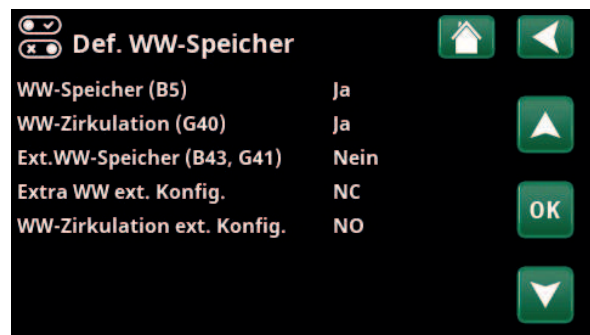 Def. WW-Speicher
WW-Speicher (B5) Ja
WW-Zirkulation (G40) Ja
Ext.WW-Speicher (B43, G41) Nein
Extra WW ext. Konfig. NC
WW-Zirkulation ext. Konfig. NO
OK